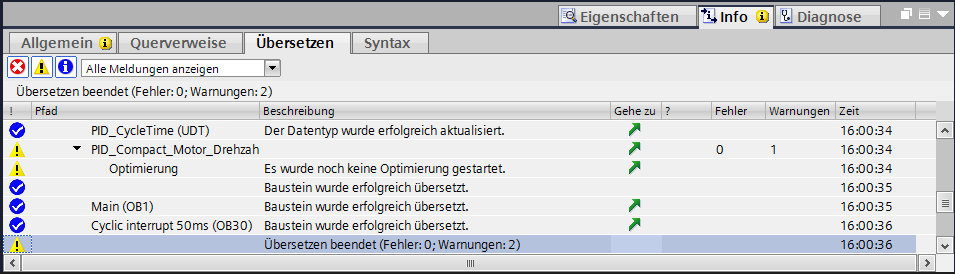 Eigenschaften Info Diagnose
Allgemein Querverweise Übersetzen Syntax
Alle Meldungen anzeigen
Übersetzen beendet (Fehler: 0; Warnungen: 2)
! Pfad Beschreibung Gehe zu ? Fehler Warnungen Zeit
PID_CycleTime (UDT) Der Datentyp wurde erfolgreich aktualisiert. 16:00:34
PID_Compact_Motor_Drehzah 0 1 16:00:34
Optimierung Es wurde noch keine Optimierung gestartet. 16:00:34
Baustein wurde erfolgreich übersetzt. 16:00:35
Main (OB1) Baustein wurde erfolgreich übersetzt. 16:00:35
Cyclic interrupt 50ms (OB30) Baustein wurde erfolgreich übersetzt. 16:00:36
Übersetzen beendet (Fehler: 0; Warnungen: 2) 16:00:36